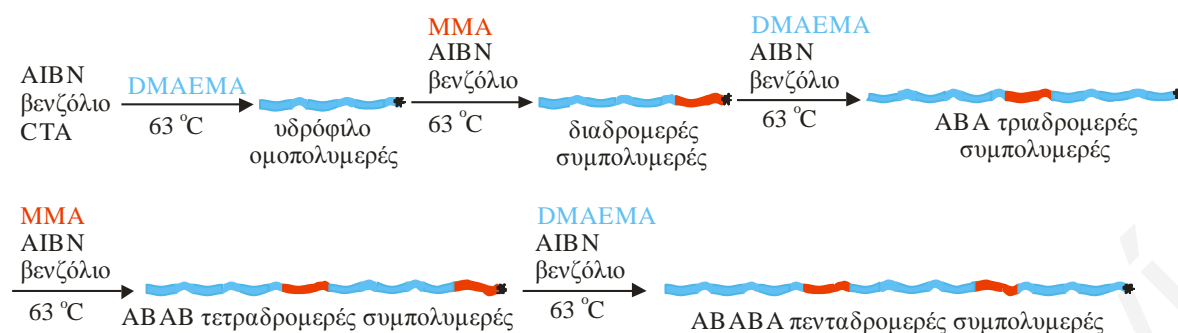 AIBN
βενζόλιο
CTA
DMAEMA
63 °C
υδρόφιλο
ομοπολυμερές
MMA
AIBN
βενζόλιο
63 °C
διαδρομερές
συμπολυμερές
DMAEMA
AIBN
βενζόλιο
63 °C
ABA τριαδρομερές
συμπολυμερές
MMA
AIBN
βενζόλιο
63 °C
ABAB τετραδρομερές συμπολυμερές
DMAEMA
AIBN
βενζόλιο
63 °C
ABABA πενταδρομερές συμπολυμερές